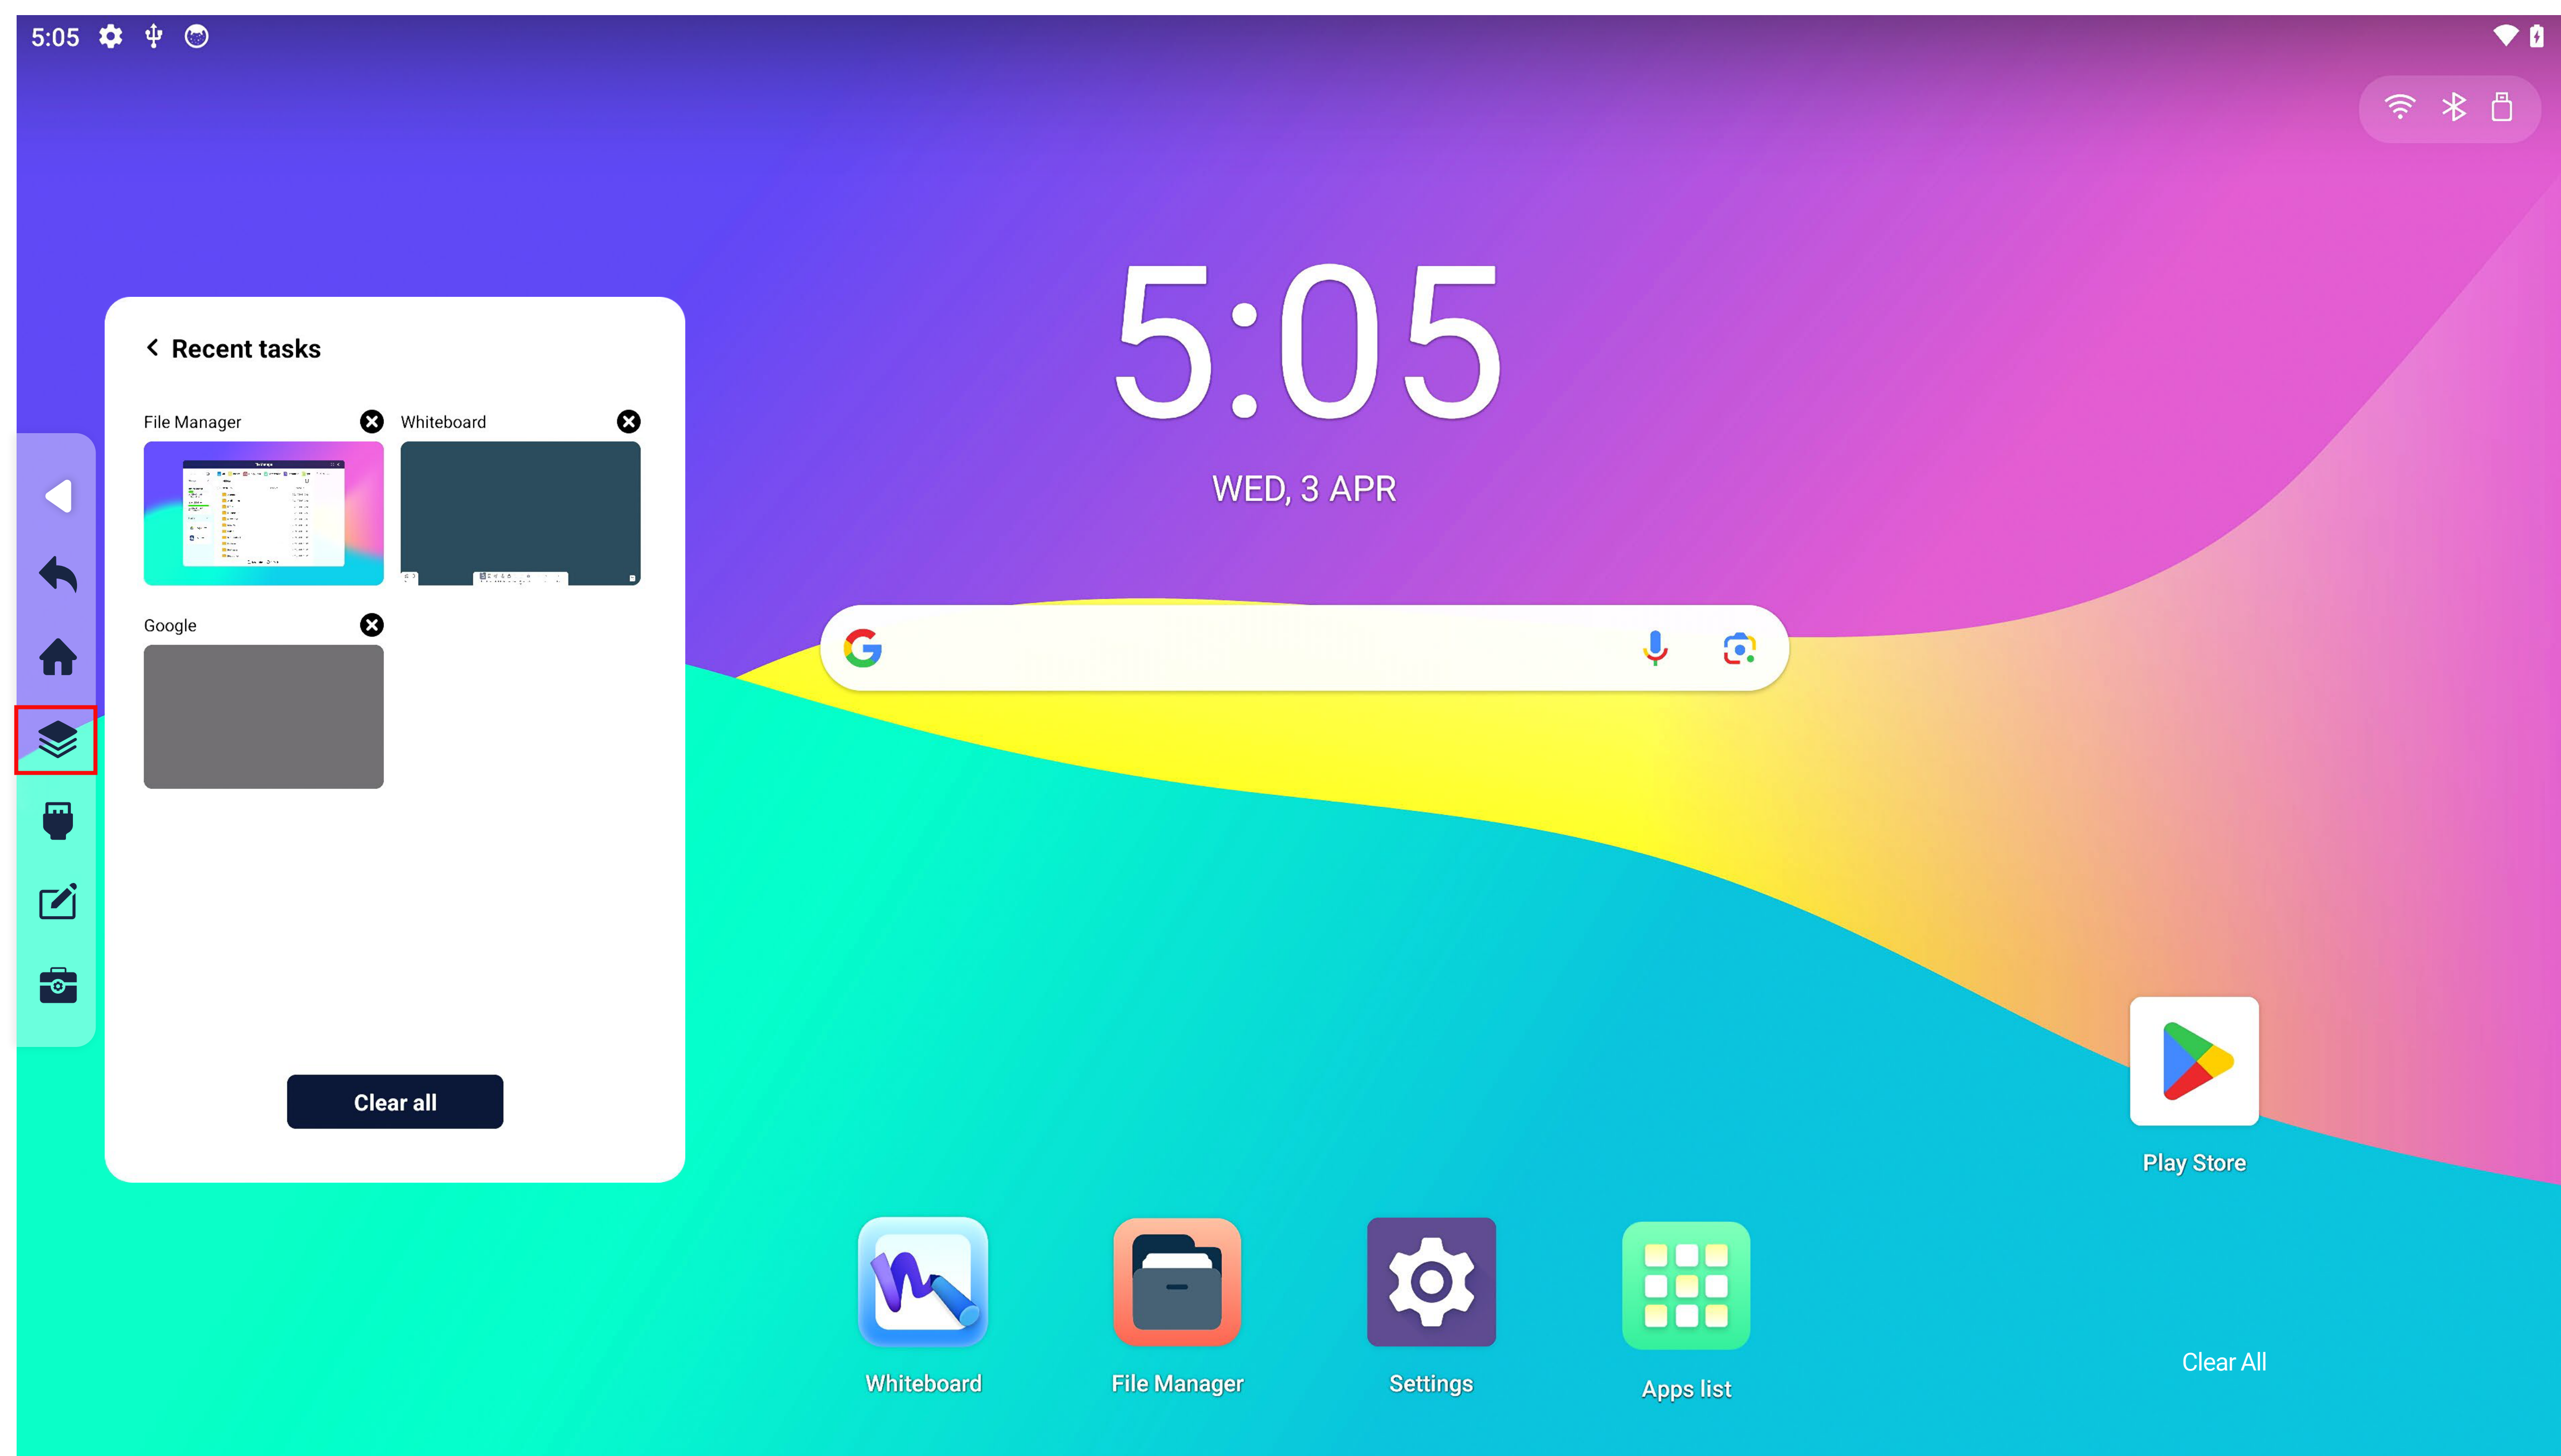 5:05
5:05
WED, 3 APR
Recent tasks
File Manager
Whiteboard
Google
Clear all
Play Store
Whiteboard
File Manager
Settings
Apps list
Clear All